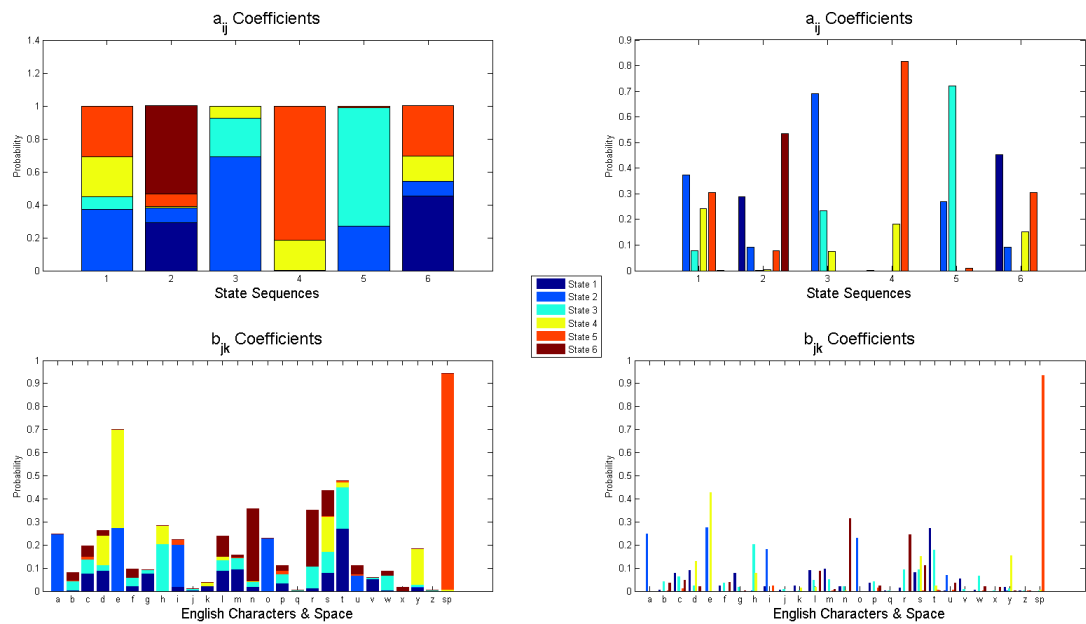 a_ij Coefficients
1.4
1.2
1
0.8
0.6
0.4
0.2
0
Probability
1 2 3 4 5 6
State Sequences
a_ij Coefficients
0.9
0.8
0.7
0.6
0.5
0.4
0.3
0.2
0.1
0
Probability
1 2 3 4 5 6
State Sequences
State 1
State 2
State 3
State 4
State 5
State 6
b_jk Coefficients
1
0.9
0.8
0.7
0.6
0.5
0.4
0.3
0.2
0.1
0
Probability
a b c d e f g h i j k l m n o p q r s t u v w x y z sp
English Characters & Space
b_jk Coefficients
1
0.9
0.8
0.7
0.6
0.5
0.4
0.3
0.2
0.1
0
Probability
a b c d e f g h i j k l m n o p q r s t u v w x y z sp
English Characters & Space